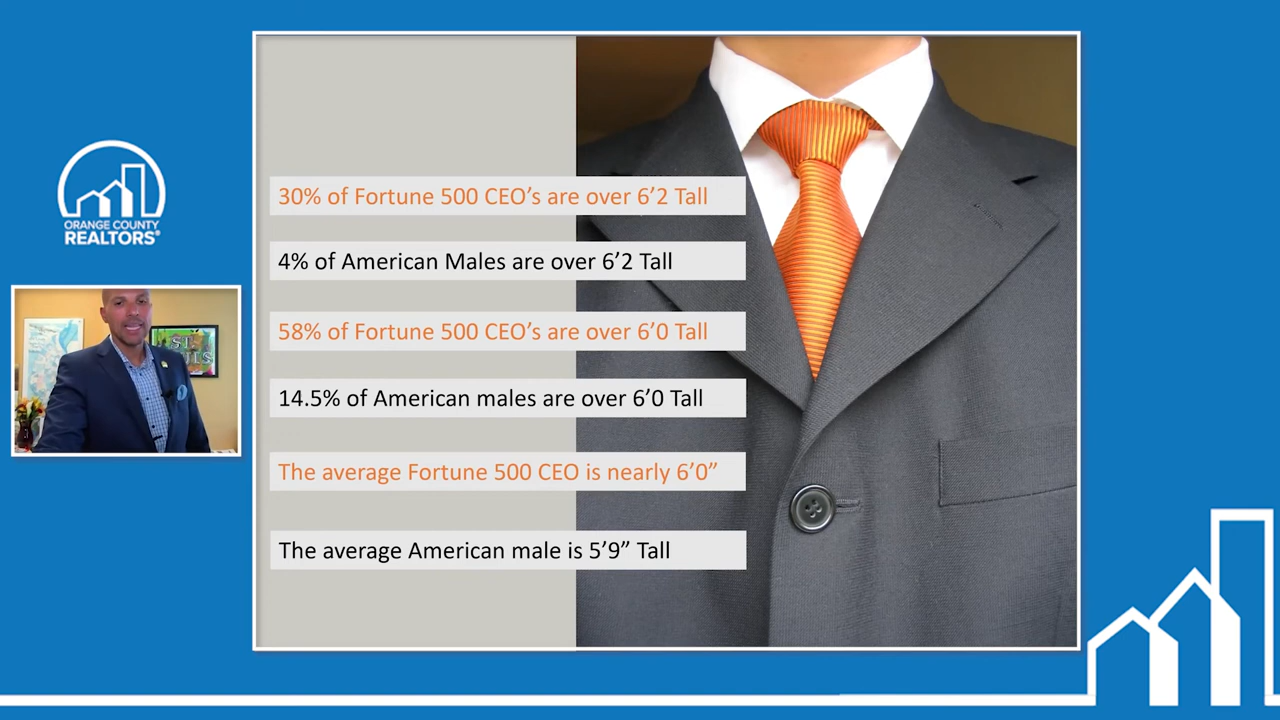 ORANGE COUNTY
REALTORS®
30% of Fortune 500 CEO’s are over 6’2 Tall
4% of American Males are over 6’2 Tall
58% of Fortune 500 CEO’s are over 6’0 Tall
14.5% of American males are over 6’0 Tall
The average Fortune 500 CEO is nearly 6’0”
The average American male is 5’9” Tall